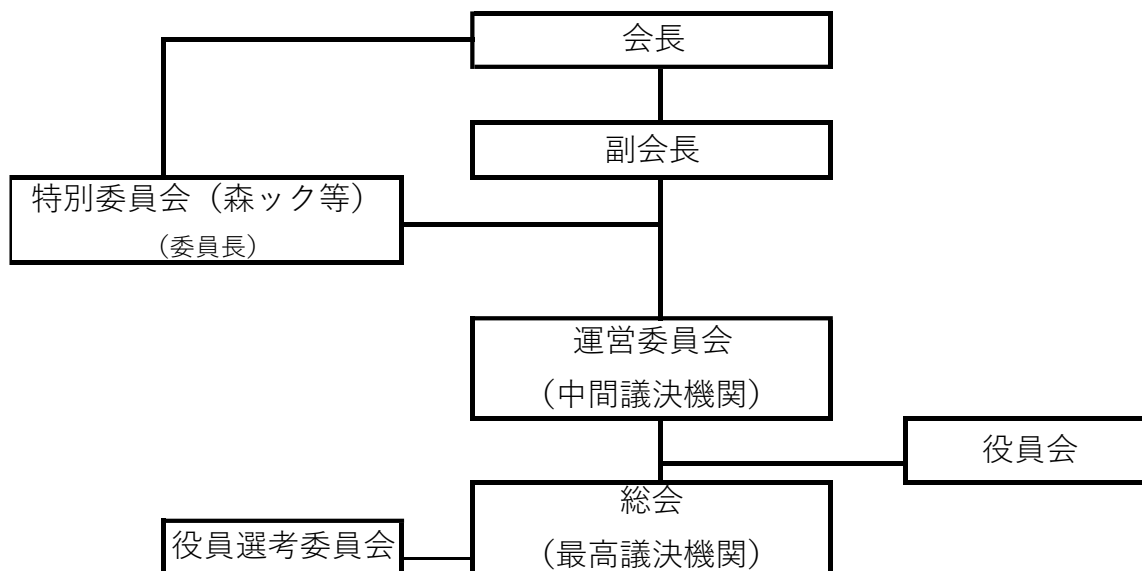 会長
副会長
特別委員会（森ック等）
（委員長）
運営委員会
（中間議決機関）
役員会
総会
（最高議決機関）
役員選考委員会